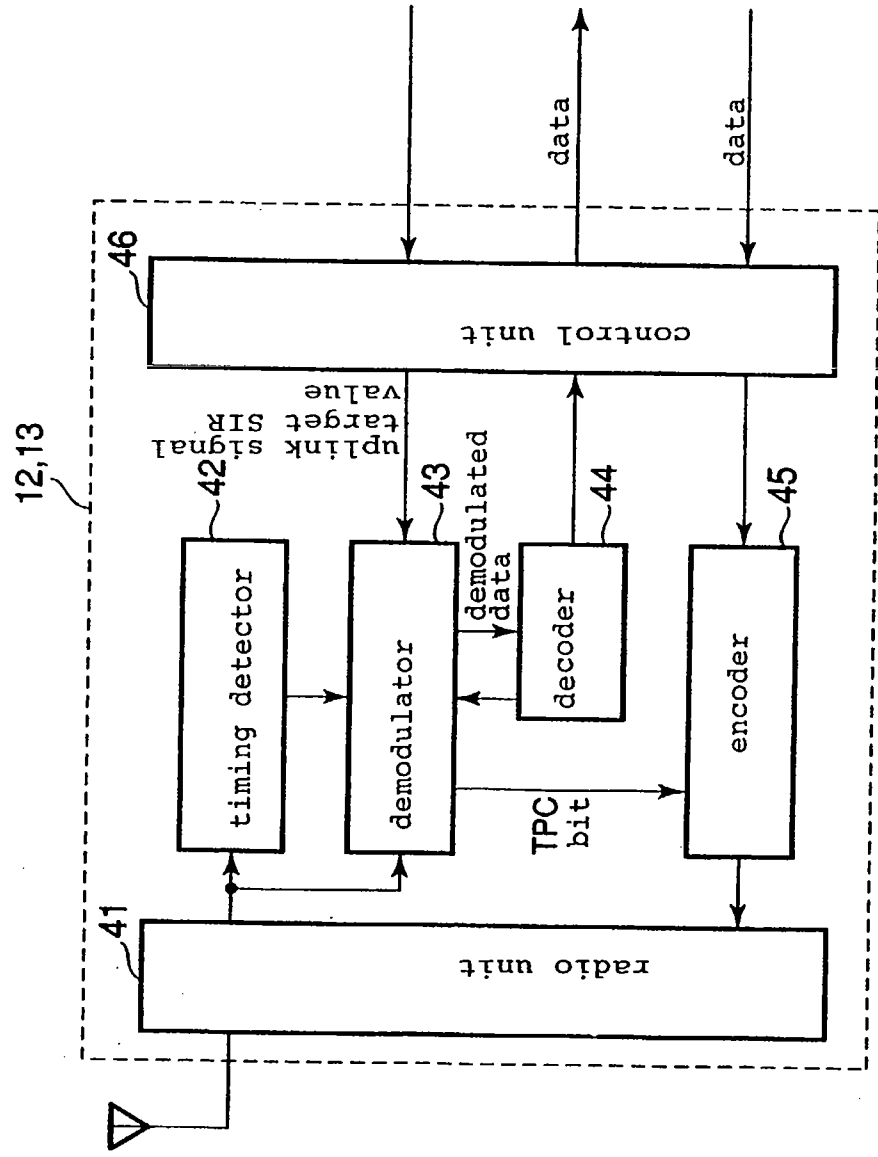 12,13
46
41
42
43
44
45
radio unit
timing detector
demodulator
decoder
encoder
control unit
uplink signal
target SIR
value
demodulated
data
TPC
bit
data
data